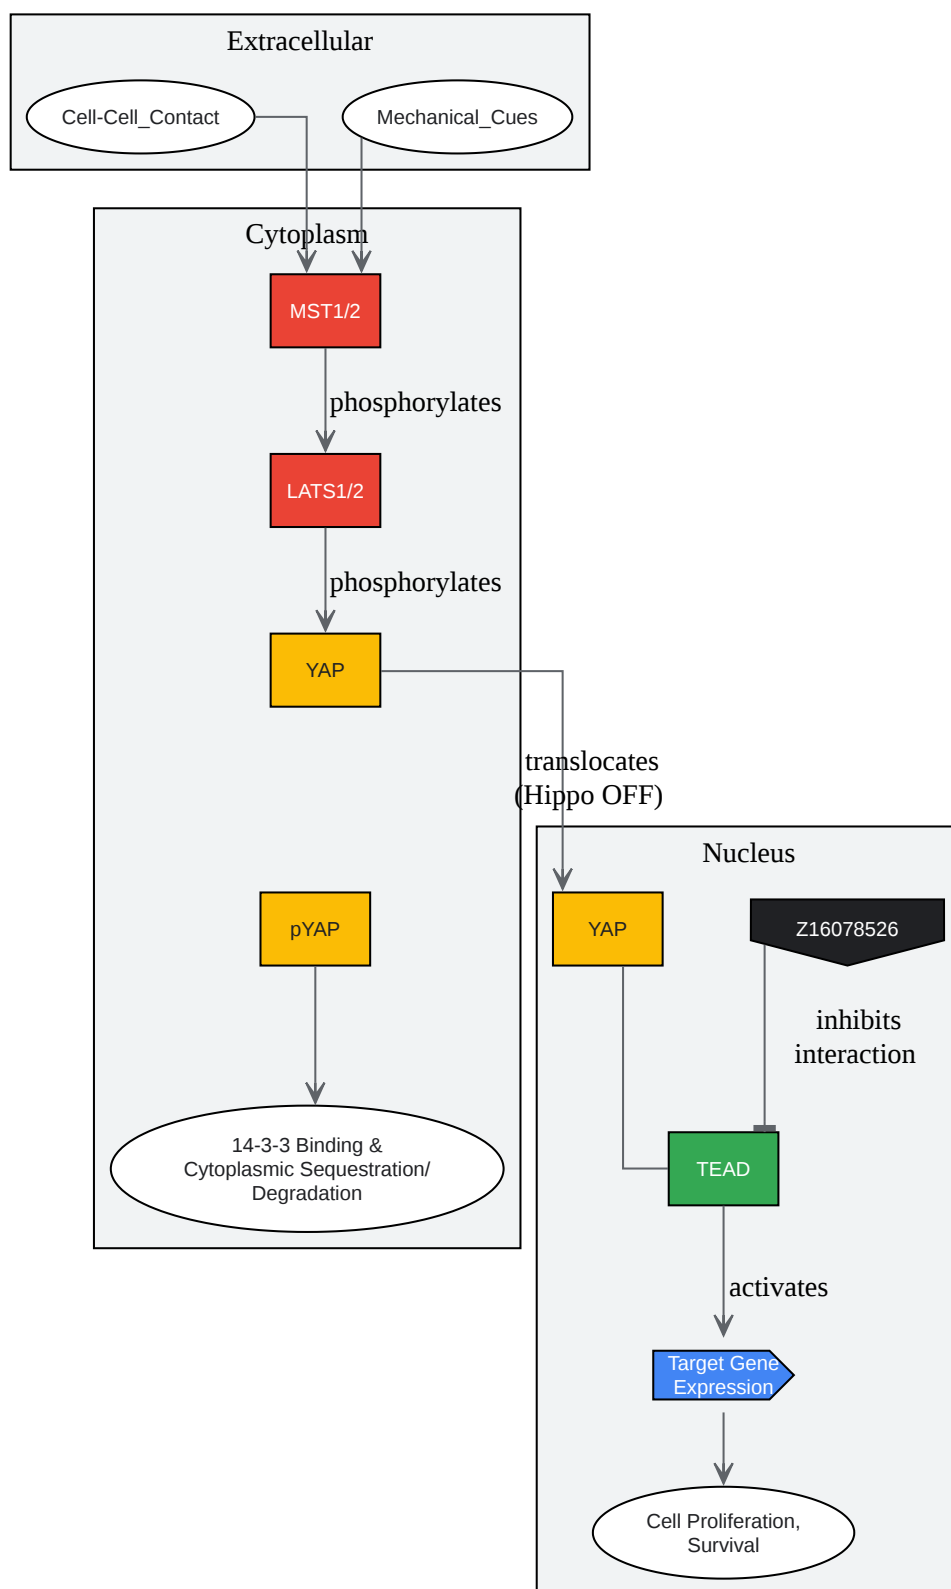 Extracellular
Cell-Cell_Contact
Mechanical_Cues
Cytoplasm
MST1/2
phosphorylates
LATS1/2
phosphorylates
YAP
translocates
(Hippo OFF)
Nucleus
pYAP
YAP
Z16078526
inhibits
interaction
14-3-3 Binding &
Cytoplasmic Sequestration/
Degradation
TEAD
activates
Target Gene
Expression
Cell Proliferation,
Survival